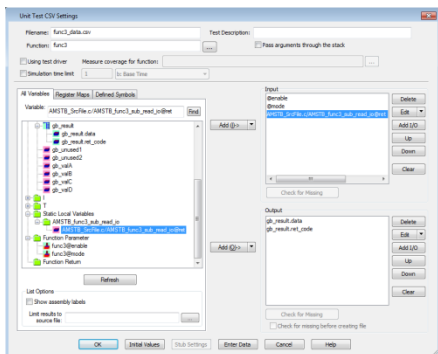 Unit Test CSV Settings
Filename: func3_data.csv
Test Description:
Function: func3
...
Pass arguments through the stack
Using test driver Measure coverage for function:
...
Simulation time limit 1 Ic Base Time
All Variables Register Maps Defined Symbols
Variable: AMSTB_SrcFile.c/AMSTB_func3_sub_read_io@ret Find
gb_result
gb_result.data
gb_result.ret_code
gb_unused1
gb_unused2
gb_valA
gb_valB
gb_valC
gb_valD
I
T
Static Local Variables
AMSTB_func3_sub_read_io
AMSTB_SrcFile.c/AMSTB_func3_sub_read_io@ret
Function Parameter
func3@enable
func3@mode
Function Return
Refresh
List Options
Show assembly labels
Limit results to source file:
...
Add (I)>>
Add (O)>>
Input
@enable
@mode
AMSTB_SrcFile.c/AMSTB_func3_sub_read_io@ret
Delete
Edit
Add I/O
Up
Down
Clear
Check for Missing
Output
gb_result.data
gb_result.ret_code
Delete
Edit
Add I/O
Up
Down
Clear
Check for Missing
Check for missing before creating file
OK Initial Values Stub Settings Enter Data Cancel Help